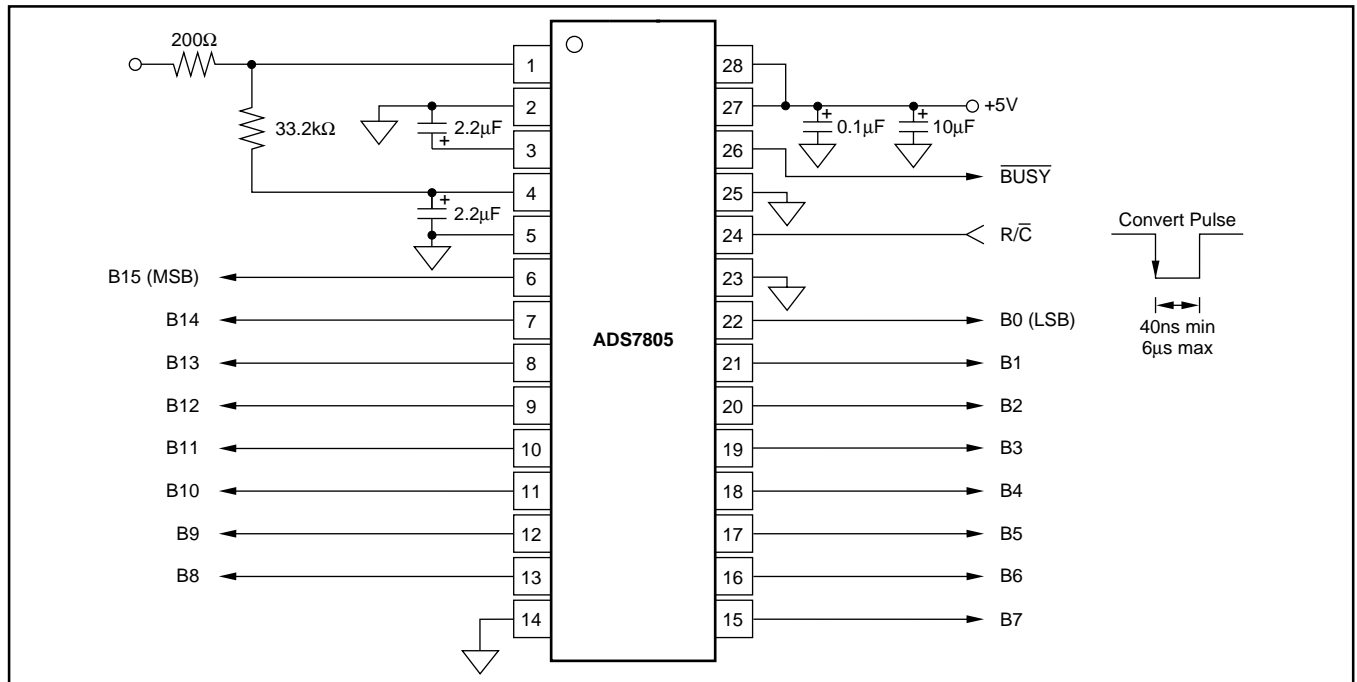 200Ω
33.2kΩ
2.2µF
+
+
2.2µF
1
2
3
4
5
6
7
8
9
10
11
12
13
14
B15 (MSB)
B14
B13
B12
B11
B10
B9
B8
ADS7805
28
27
26
25
24
23
22
21
20
19
18
17
16
15
+5V
+
0.1µF
+
10µF
BUSY
R/C
B0 (LSB)
B1
B2
B3
B4
B5
B6
B7
Convert Pulse
40ns min
6µs max